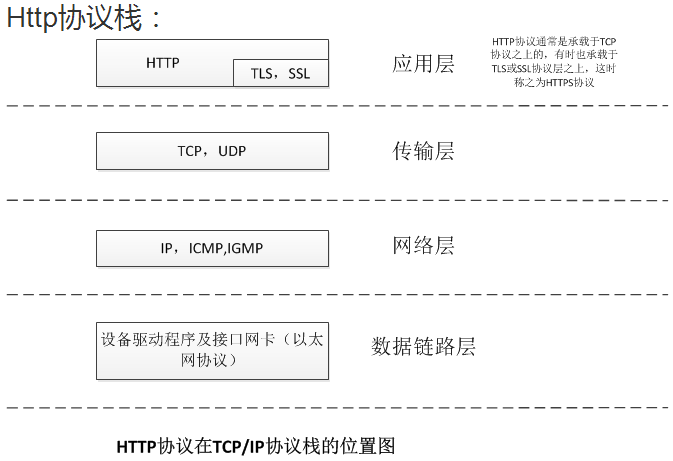 Http协议栈：
HTTP
TLS，SSL
应用层
HTTP协议通常是承载于TCP
协议之上的，有时也承载于
TLS或SSL协议层之上，这时
称之为HTTPS协议
TCP，UDP
传输层
IP，ICMP,IGMP
网络层
设备驱动程序及接口网卡（以太
网协议）
数据链路层
HTTP协议在TCP/IP协议栈的位置图